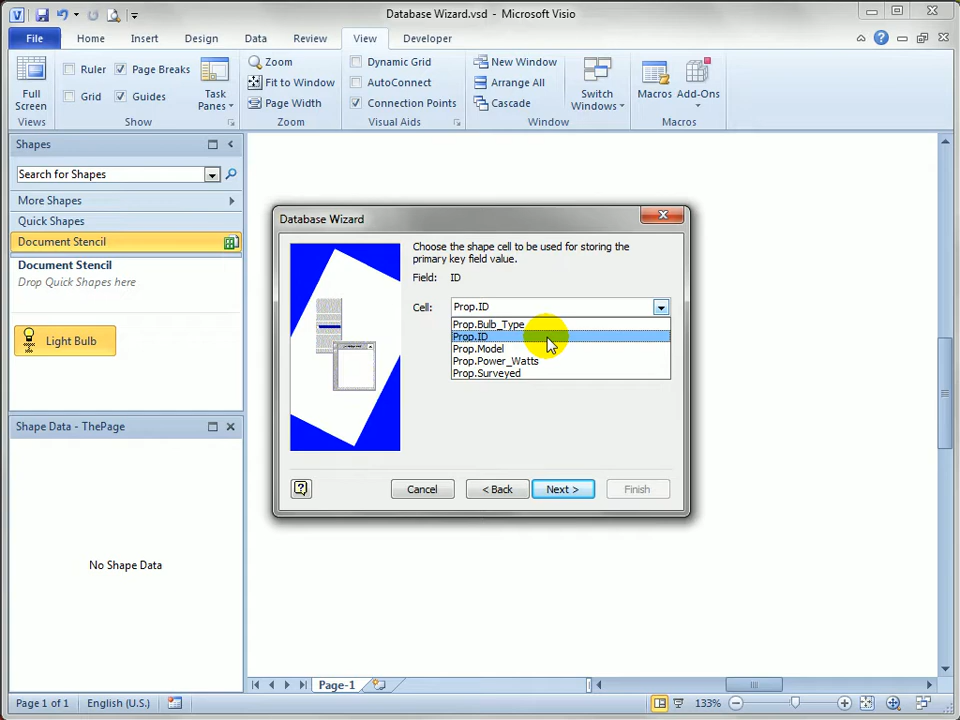 Database Wizard.vsd - Microsoft Visio
File
Home
Insert
Design
Data
Review
View
Developer
Full
Screen
Views
Ruler
Page Breaks
Grid
Guides
Task
Panes
Show
Zoom
Fit to Window
Page Width
Zoom
Dynamic Grid
AutoConnect
Connection Points
Visual Aids
New Window
Arrange All
Cascade
Switch
Windows
Window
Macros
Add-Ons
Macros
Shapes
Search for Shapes
More Shapes
Quick Shapes
Document Stencil
Document Stencil
Drop Quick Shapes here
Light Bulb
Shape Data - ThePage
No Shape Data
Database Wizard
Choose the shape cell to be used for storing the
primary key field value.
Field: ID
Cell: Prop.ID
Prop.Bulb_Type
Prop.ID
Prop.Model
Prop.Power_Watts
Prop.Surveyed
Cancel
< Back
Next >
Finish
Page-1
Page 1 of 1
English (U.S.)
133%